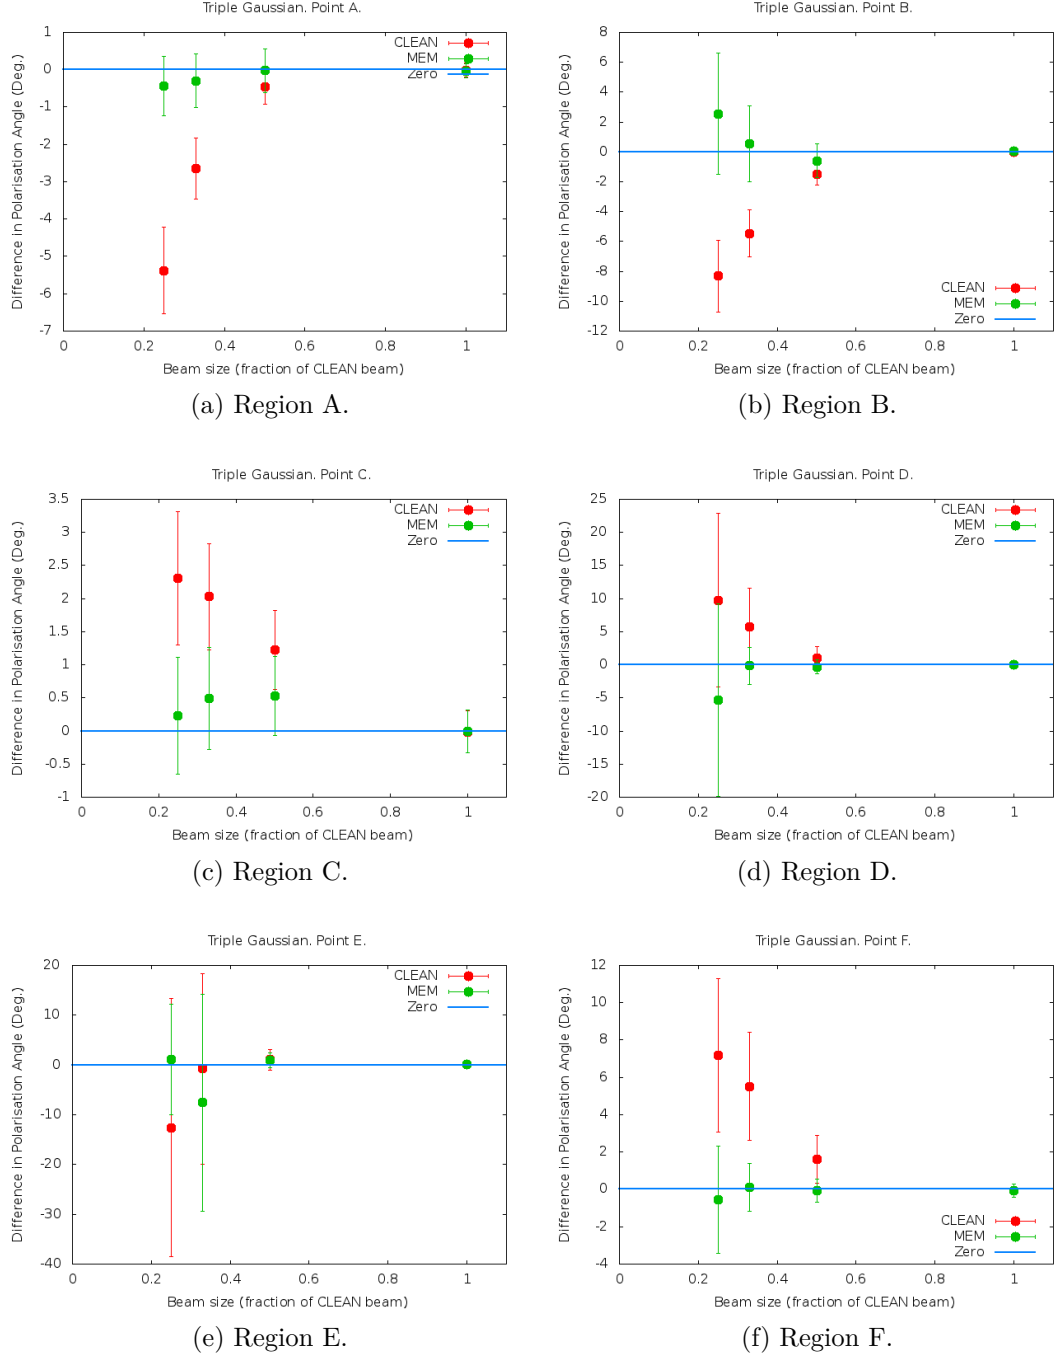 Triple Gaussian. Point A.
Difference in Polarisation Angle (Deg.)
1
0
-1
-2
-3
-4
-5
-6
-7
CLEAN
MEM
Zero
0
0.2
0.4
0.6
0.8
1
Beam size (fraction of CLEAN beam)
(a) Region A.
Triple Gaussian. Point B.
Difference in Polarisation Angle (Deg.)
8
6
4
2
0
-2
-4
-6
-8
-10
-12
CLEAN
MEM
Zero
0
0.2
0.4
0.6
0.8
1
Beam size (fraction of CLEAN beam)
(b) Region B.
Triple Gaussian. Point C.
Difference in Polarisation Angle (Deg.)
3.5
3
2.5
2
1.5
1
0.5
0
-0.5
-1
CLEAN
MEM
Zero
0
0.2
0.4
0.6
0.8
1
Beam size (fraction of CLEAN beam)
(c) Region C.
Triple Gaussian. Point D.
Difference in Polarisation Angle (Deg.)
25
20
15
10
5
0
-5
-10
-15
-20
CLEAN
MEM
Zero
0
0.2
0.4
0.6
0.8
1
Beam size (fraction of CLEAN beam)
(d) Region D.
Triple Gaussian. Point E.
Difference in Polarisation Angle (Deg.)
20
10
0
-10
-20
-30
-40
CLEAN
MEM
Zero
0
0.2
0.4
0.6
0.8
1
Beam size (fraction of CLEAN beam)
(e) Region E.
Triple Gaussian. Point F.
Difference in Polarisation Angle (Deg.)
12
10
8
6
4
2
0
-2
-4
CLEAN
MEM
Zero
0
0.2
0.4
0.6
0.8
1
Beam size (fraction of CLEAN beam)
(f) Region F.